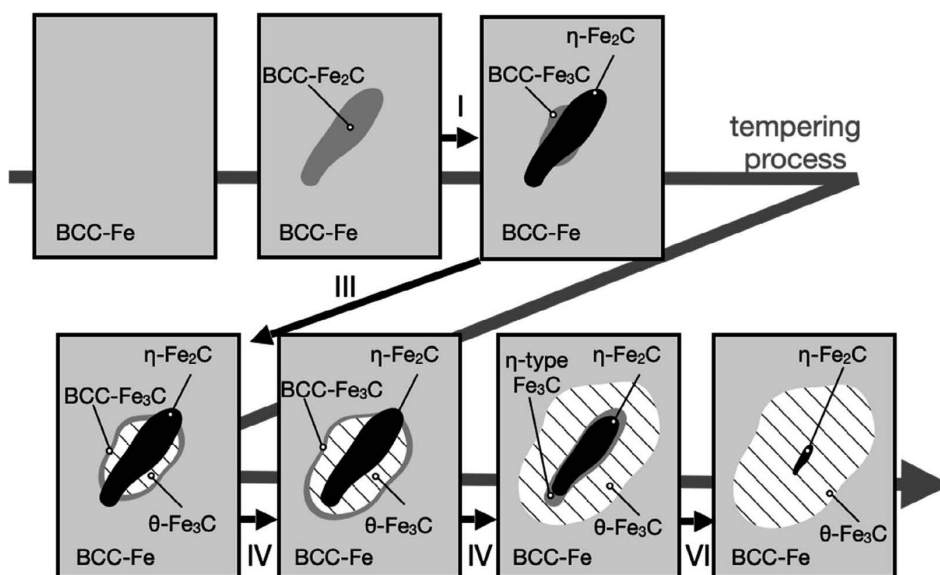 η-Fe₂C
BCC-Fe₂C
BCC-Fe₃C
I
tempering
process
BCC-Fe
BCC-Fe
BCC-Fe
III
η-Fe₂C
η-Fe₂C
η-type
η-Fe₂C
BCC-Fe₃C
BCC-Fe₃C
Fe₃C
η-Fe₂C
θ-Fe₃C
θ-Fe₃C
θ-Fe₃C
θ-Fe₃C
BCC-Fe
IV
BCC-Fe
IV
BCC-Fe
VI
BCC-Fe